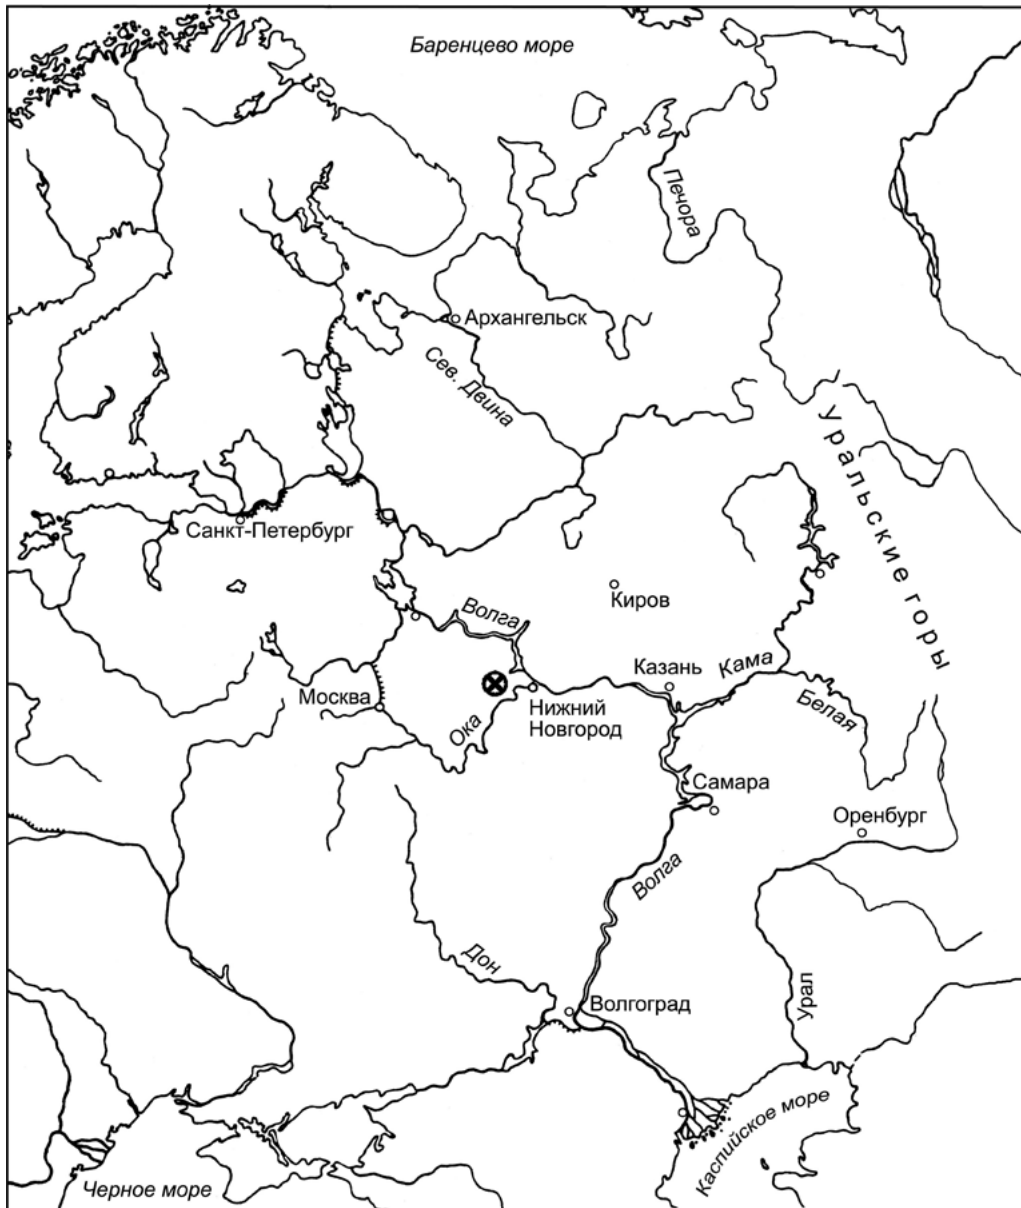 Баренцево море
Печора
Архангельск
Сев. Двина
Уральские горы
Санкт-Петербург
Киров
Волга
Казань
Кама
Москва
Ока
Нижний
Новгород
Белая
Самара
Оренбург
Волга
Дон
Волгоград
Урал
Каспийское море
Черное море